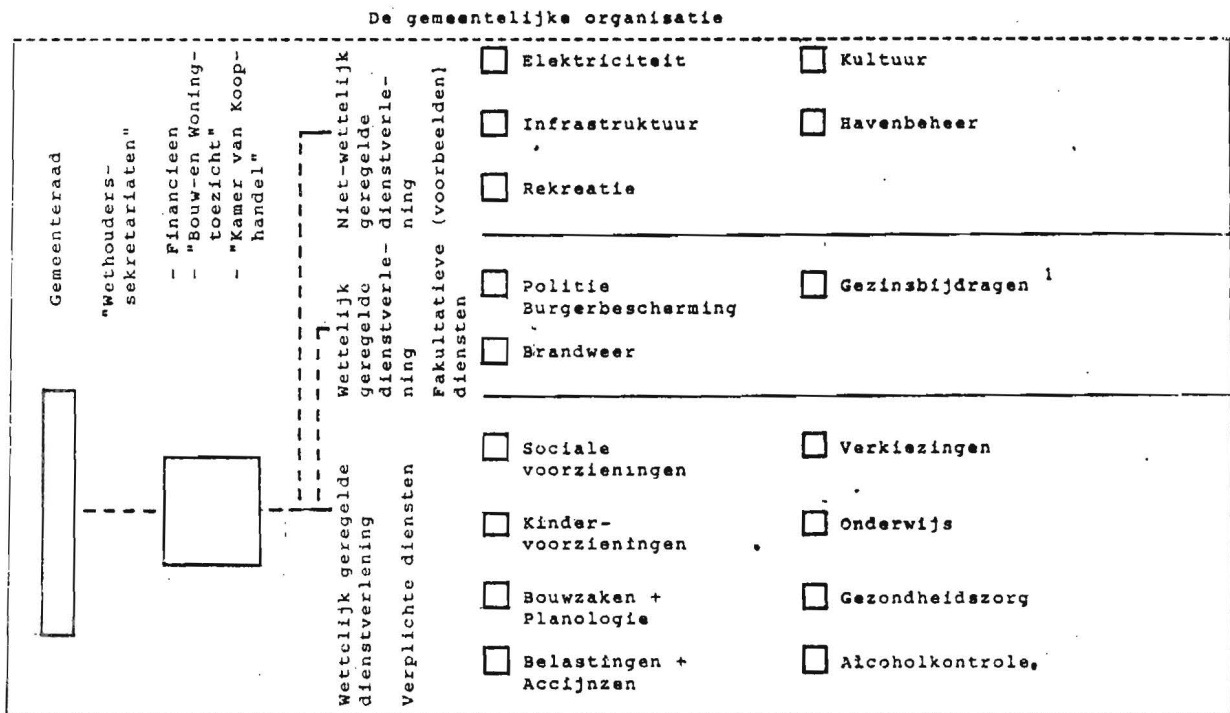 De gemeentelijke organisatie
Gemeenteraad
"Wethouders-
sekretariaten"
- Financieen
- "Bouw-en Woning-
toezicht"
- "Kamer van Koop-
handel"
Niet-wettelijk
geregelde
dienstverle-
ning
Wettelijk
geregelde
dienstverle-
ning
Fakultatieve (voorbeelden)
diensten
Wettelijk geregelde
dienstverlening
Verplichte diensten
Elektriciteit
Kultuur
Infrastruktuur
Havenbeheer
Rekreatie
Politie
Burgerbescherming
Gezinsbijdragen 1
Brandweer
Sociale
voorzieningen
Verkiezingen
Kinder-
voorzieningen
Onderwijs
Bouwzaken +
Planologie
Gezondheidszorg
Belastingen +
Accijnzen
Alcoholkontrole